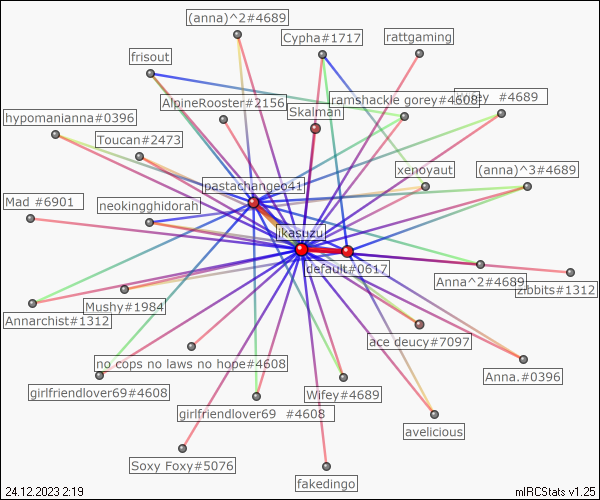 (anna)^2#4689
Cypha#1717
rattgaming
frisout
AlpineRooster#2156
ramshackle gorey#4608
#4689
Skalman
hypomanianna#0396
Toucan#2473
xenoyaut
(anna)^3#4689
pastachangeo41
Mad #6901
neokingghidorah
ikasuzu
default#0617
Anna^2#4689
zibbits#1312
Mushy#1984
Annarchist#1312
ace deucy#7097
no cops no laws no hope#4608
Anna.#0396
girlfriendlover69#4608
Wifey#4689
girlfriendlover69 #4608
avelicious
Soxy Foxy#5076
fakedingo
24.12.2023 2:19
mIRCStats v1.25